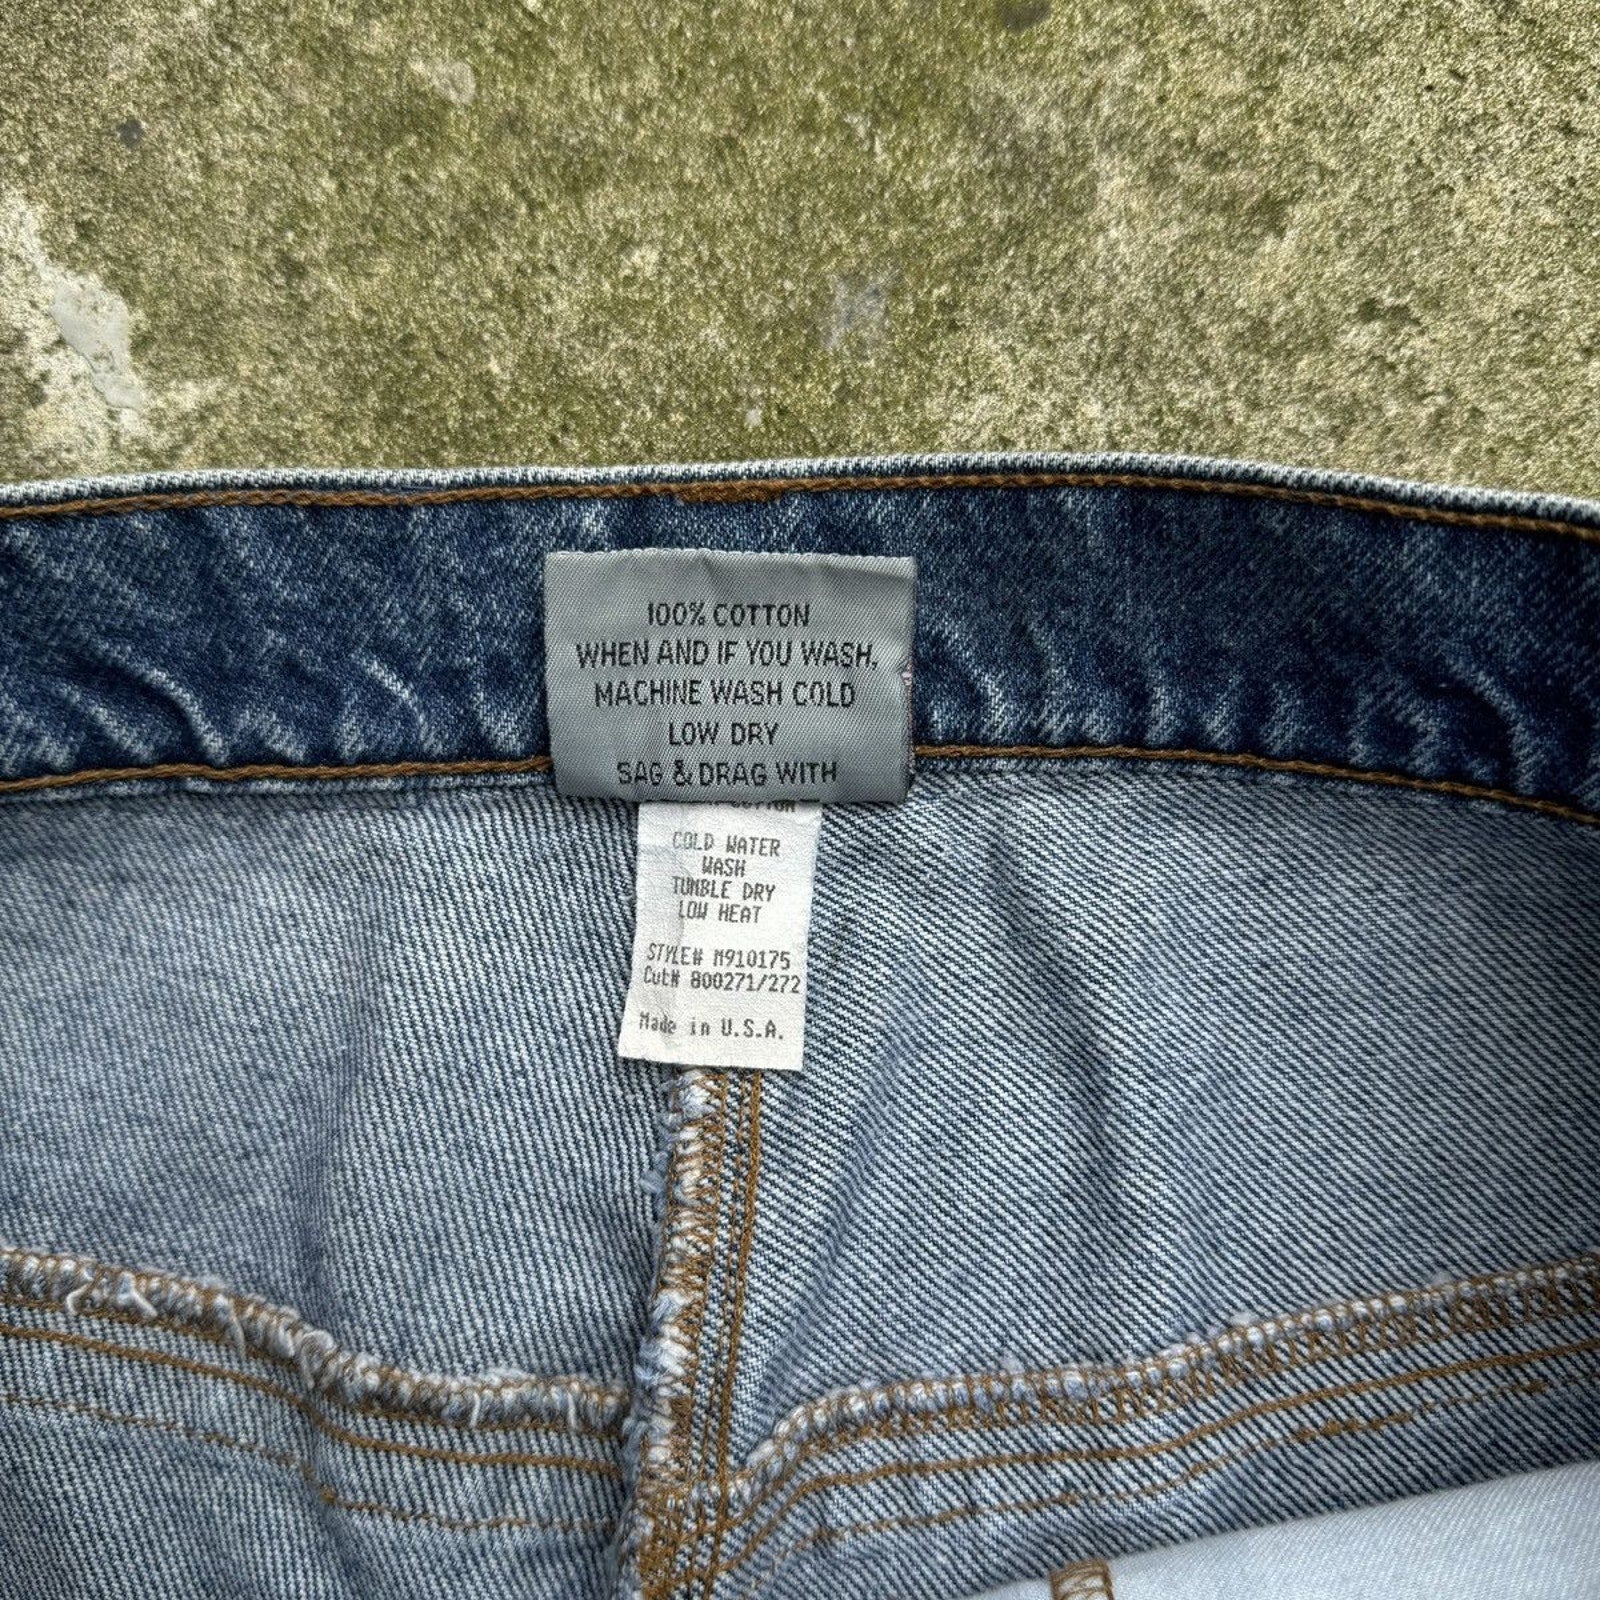 100% COTTON
WHEN AND IF YOU WASH,
MACHINE WASH COLD
LOW DRY
SAG & DRAG WITH
COTTON
COLD WATER
WASH
TUMBLE DRY
LOW HEAT
STYLE# M910175
Cut# 800271/272
Made in U.S.A.